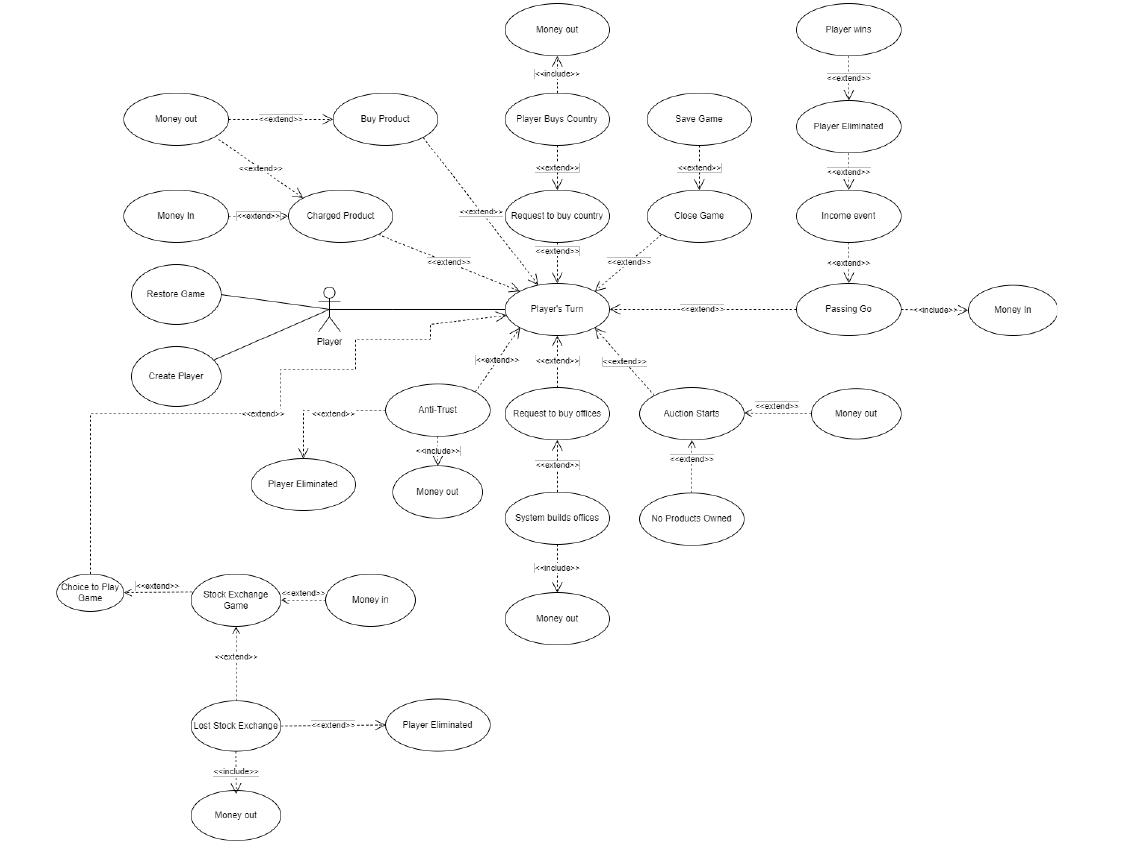 Money out
Player wins
<<include>>
<<extend>>
Money out
<<extend>>
Buy Product
Player Buys Country
Save Game
Player Eliminated
<<extend>>
<<extend>>
<<extend>>
<<extend>>
Money In
<<extend>>
Charged Product
<<extend>>
Request to buy country
Close Game
Income event
<<extend>>
<<extend>>
<<extend>>
<<extend>>
Restore Game
Player's Turn
<<extend>>
Passing Go
<<include>>
Money In
Player
<<extend>>
<<extend>>
<<extend>>
Create Player
<<extend>>
<<extend>>
Anti-Trust
Request to buy offices
Auction Starts
<<extend>>
Money out
<<include>>
<<extend>>
<<extend>>
Player Eliminated
Money out
System builds offices
No Products Owned
<<include>>
Choice to Play
Game
<<extend>>
Stock Exchange
Game
<<extend>>
Money in
Money out
<<extend>>
Lost Stock Exchange
<<extend>>
Player Eliminated
<<include>>
Money out